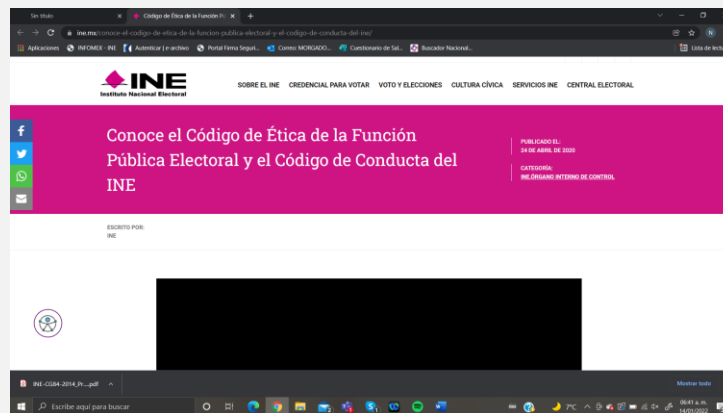 Sin título
Código de Ética de la Función P
ine.mx/conoce-el-codigo-de-etica-de-la-funcion-publica-electoral-y-el-codigo-de-conducta-del-ine/
Aplicaciones INFOMEX - INE Autenticar | e-archivo Portal Firma Seguri... Correo: MORGADO... Cuestionario de Sal... Buscador Nacional... Lista de lectu
INE
Instituto Nacional Electoral
SOBRE EL INE CREDENCIAL PARA VOTAR VOTO Y ELECCIONES CULTURA CÍVICA SERVICIOS INE CENTRAL ELECTORAL
Conoce el Código de Ética de la Función
Pública Electoral y el Código de Conducta del
INE
PUBLICADO EL:
24 DE ABRIL DE 2020
CATEGORÍA:
INE,ÓRGANO INTERNO DE CONTROL
ESCRITO POR:
INE
INE-CG84-2014_Pr....pdf
Mostrar todo
Escribe aquí para buscar
7°C
06:41 a. m.
14/01/2022